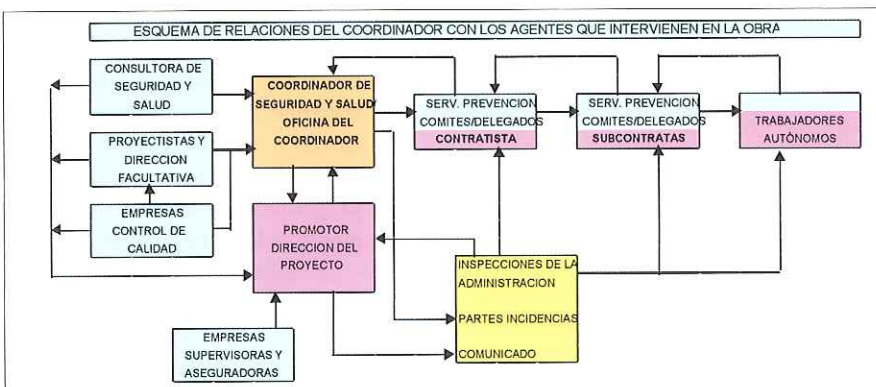 ESQUEMA DE RELACIONES DEL COORDINADOR CON LOS AGENTES QUE INTERVIENEN EN LA OBRA
CONSULTORA DE
SEGURIDAD Y
SALUD
COORDINADOR DE
SEGURIDAD Y SALUD/
OFICINA DEL
COORDINADOR
SERV. PREVENCION
COMITES/DELEGADOS
CONTRATISTA
SERV. PREVENCION
COMITES/DELEGADOS
SUBCONTRATAS
TRABAJADORES
AUTÓNOMOS
PROYECTISTAS Y
DIRECCION
FACULTATIVA
EMPRESAS
CONTROL DE
CALIDAD
PROMOTOR
DIRECCION DEL
PROYECTO
INSPECCIONES DE LA
ADMINISTRACION
PARTES INCIDENCIAS
COMUNICADO
EMPRESAS
SUPERVISORAS Y
ASEGURADORAS